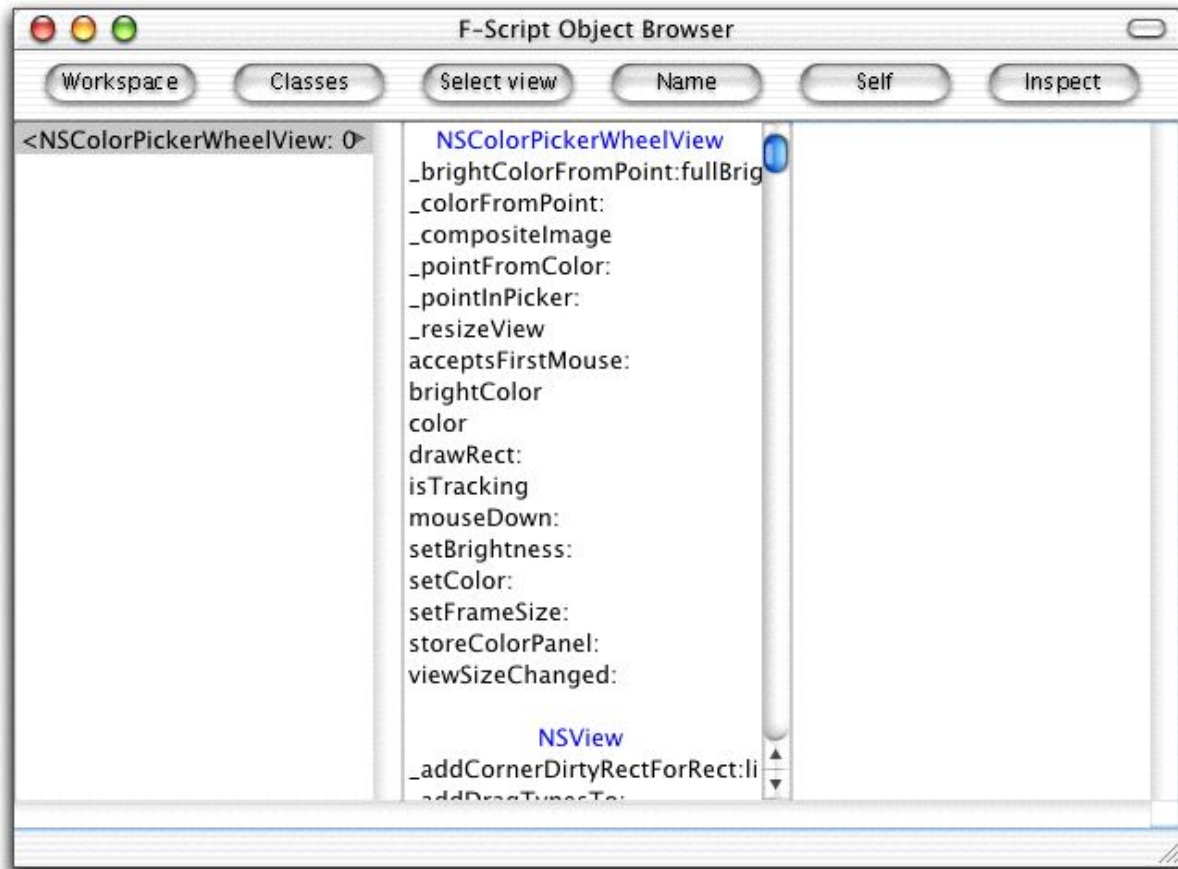 F-Script Object Browser
Workspace Classes Select view Name Self Inspect
<NSColorPickerWheelView: 0
NSColorPickerWheelView
_brightColorFromPoint:fullBrig
_colorFromPoint:
_compositeImage
_pointFromColor:
_pointInPicker:
_resizeView
acceptsFirstMouse:
brightColor
color
drawRect:
isTracking
mouseDown:
setBrightness:
setColor:
setFrameSize:
storeColorPanel:
viewSizeChanged:
NSView
_addCornerDirtyRectForRect:li
_addDragTypesTo: